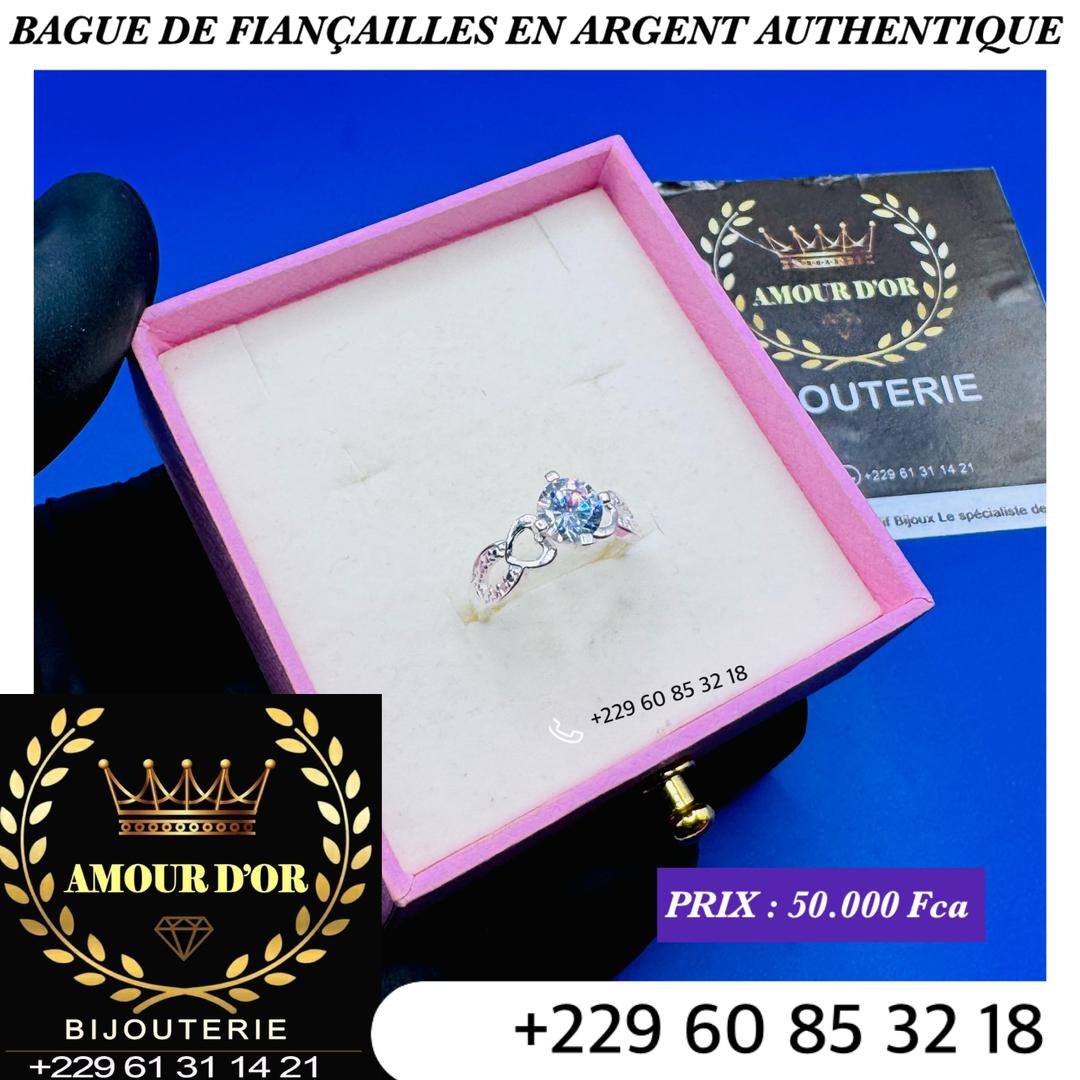 BAGUE DE FIANÇAILLES EN ARGENT AUTHENTIQUE
AMOUR D'OR
OUTERIE
+229 61 31 14 21
if Bijoux Le spécialiste de
+229 60 85 32 18
AMOUR D'OR
BIJOUTERIE
+229 61 31 14 21
PRIX : 50.000 Fca
+229 60 85 32 18